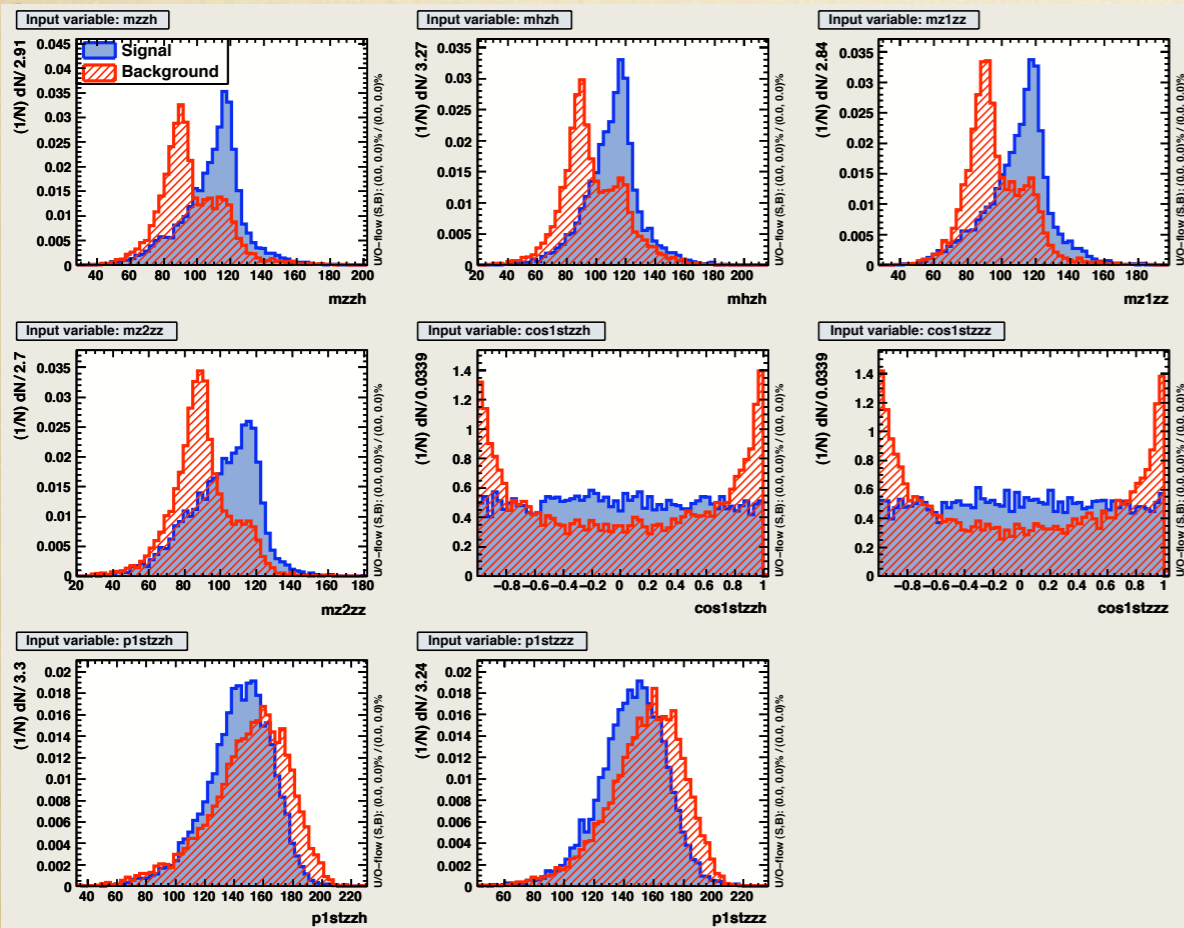 Input variable: mzzh
Signal
Background
(1/N) dN/ 2.91
0.045
0.04
0.035
0.03
0.025
0.02
0.015
0.01
0.005
0
40 60 80 100 120 140 160 180 200
mzzh
U/O-flow (S,B): (0.0, 0.0)% / (0.0, 0.0)%
Input variable: mhzh
(1/N) dN/ 3.27
0.035
0.03
0.025
0.02
0.015
0.01
0.005
0
20 40 60 80 100 120 140 160 180 200
mhzh
U/O-flow (S,B): (0.0, 0.0)% / (0.0, 0.0)%
Input variable: mz1zz
(1/N) dN/ 2.84
0.035
0.03
0.025
0.02
0.015
0.01
0.005
0
40 60 80 100 120 140 160 180
mz1zz
U/O-flow (S,B): (0.0, 0.0)% / (0.0, 0.0)%
Input variable: mz2zz
(1/N) dN/ 2.7
0.035
0.03
0.025
0.02
0.015
0.01
0.005
0
20 40 60 80 100 120 140 160 180
mz2zz
U/O-flow (S,B): (0.0, 0.0)% / (0.0, 0.0)%
Input variable: cos1stzzh
(1/N) dN/ 0.0339
1.4
1.2
1
0.8
0.6
0.4
0.2
0
-0.8 -0.6 -0.4 -0.2 0 0.2 0.4 0.6 0.8 1
cos1stzzh
U/O-flow (S,B): (0.0, 0.0)% / (0.0, 0.0)%
Input variable: cos1stzzz
(1/N) dN/ 0.0339
1.4
1.2
1
0.8
0.6
0.4
0.2
0
-0.8 -0.6 -0.4 -0.2 0 0.2 0.4 0.6 0.8 1
cos1stzzz
U/O-flow (S,B): (0.0, 0.0)% / (0.0, 0.0)%
Input variable: p1stzzh
(1/N) dN/ 3.3
0.02
0.018
0.016
0.014
0.012
0.01
0.008
0.006
0.004
0.002
0
40 60 80 100 120 140 160 180 200 220
p1stzzh
U/O-flow (S,B): (0.0, 0.0)% / (0.0, 0.0)%
Input variable: p1stzzz
(1/N) dN/ 3.24
0.02
0.018
0.016
0.014
0.012
0.01
0.008
0.006
0.004
0.002
0
60 80 100 120 140 160 180 200 220
p1stzzz
U/O-flow (S,B): (0.0, 0.0)% / (0.0, 0.0)%